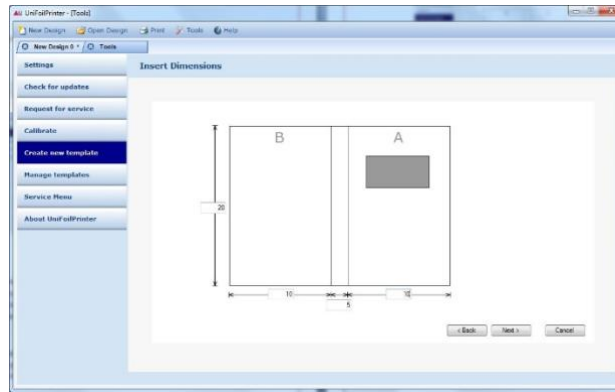 UniFoilPrinter - [Tools]
New Design Open Design Print Tools Help
New Design 0 * Tools
Settings
Insert Dimensions
Check for updates
Request for service
Calibrate
Create new template
Manage templates
Service Menu
About UniFoilPrinter
B A
20
10 10
5
< Back Next > Cancel